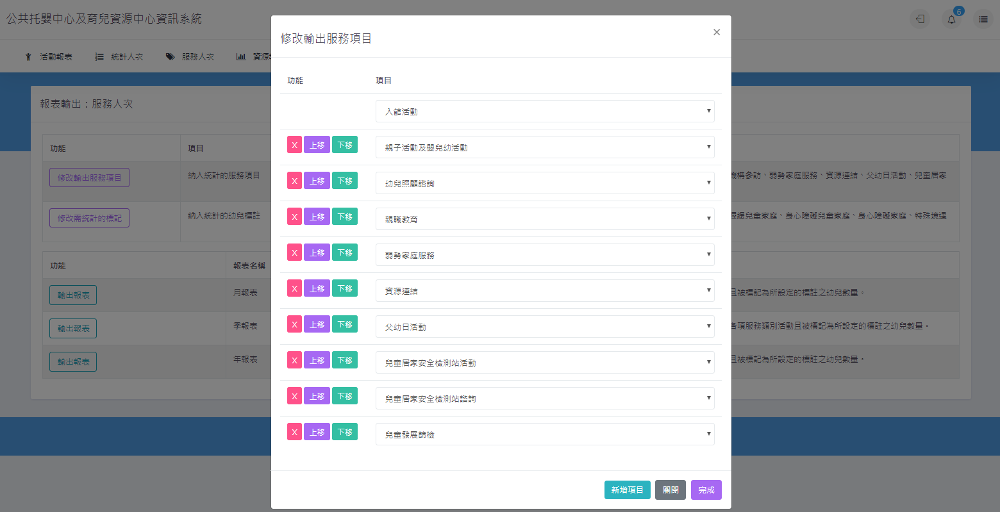 公共托嬰中心及育兒資源中心資訊系統
6
活動報表
統計人次
服務人次
資源
報表輸出：服務人次
功能
項目
修改輸出服務項目
納入統計的服務項目
機構參訪、弱勢家庭服務、資源連結、父幼日活動、兒童居家
修改需統計的標記
納入統計的幼兒標註
遲緩兒童家庭、身心障礙兒童家庭、身心障礙家庭、特殊境遇
功能
報表名稱
輸出報表
月報表
且被標記為所設定的標註之幼兒數量。
輸出報表
季報表
各項服務類別活動且被標記為所設定的標註之幼兒數量。
輸出報表
年報表
且被標記為所設定的標註之幼兒數量。
修改輸出服務項目
×
功能
項目
入館活動
X 上移 下移 親子活動及嬰兒幼活動
X 上移 下移 幼兒照顧諮詢
X 上移 下移 親職教育
X 上移 下移 弱勢家庭服務
X 上移 下移 資源連結
X 上移 下移 父幼日活動
X 上移 下移 兒童居家安全檢測站活動
X 上移 下移 兒童居家安全檢測站諮詢
X 上移 下移 兒童發展篩檢
新增項目 關閉 完成